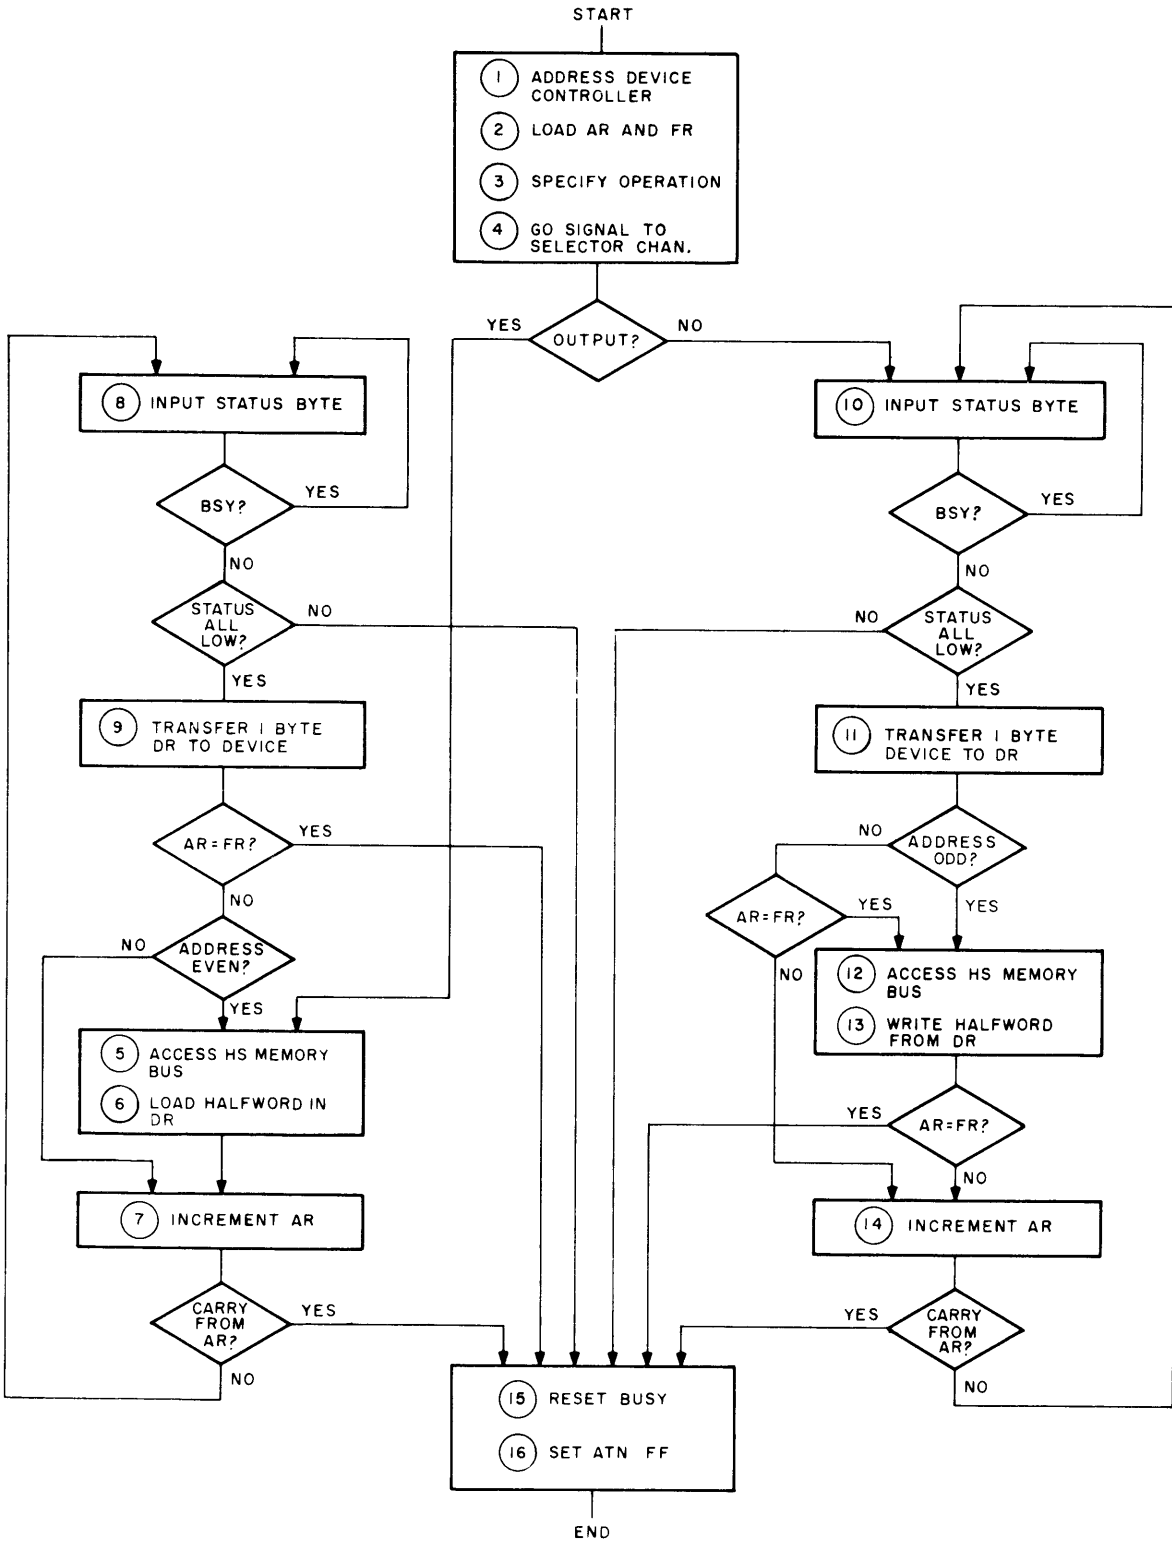 START
1 ADDRESS DEVICE
CONTROLLER
2 LOAD AR AND FR
3 SPECIFY OPERATION
4 GO SIGNAL TO
SELECTOR CHAN.
OUTPUT?
YES
NO
8 INPUT STATUS BYTE
BSY?
YES
NO
STATUS
ALL
LOW?
NO
YES
9 TRANSFER 1 BYTE
DR TO DEVICE
AR=FR?
YES
NO
ADDRESS
EVEN?
NO
YES
5 ACCESS HS MEMORY
BUS
6 LOAD HALFWORD IN
DR
7 INCREMENT AR
CARRY
FROM
AR?
YES
NO
10 INPUT STATUS BYTE
BSY?
YES
NO
STATUS
ALL
LOW?
NO
YES
11 TRANSFER 1 BYTE
DEVICE TO DR
ADDRESS
ODD?
NO
YES
AR=FR?
YES
NO
12 ACCESS HS MEMORY
BUS
13 WRITE HALFWORD
FROM DR
AR=FR?
YES
NO
14 INCREMENT AR
CARRY
FROM
AR?
YES
NO
15 RESET BUSY
16 SET ATN FF
END